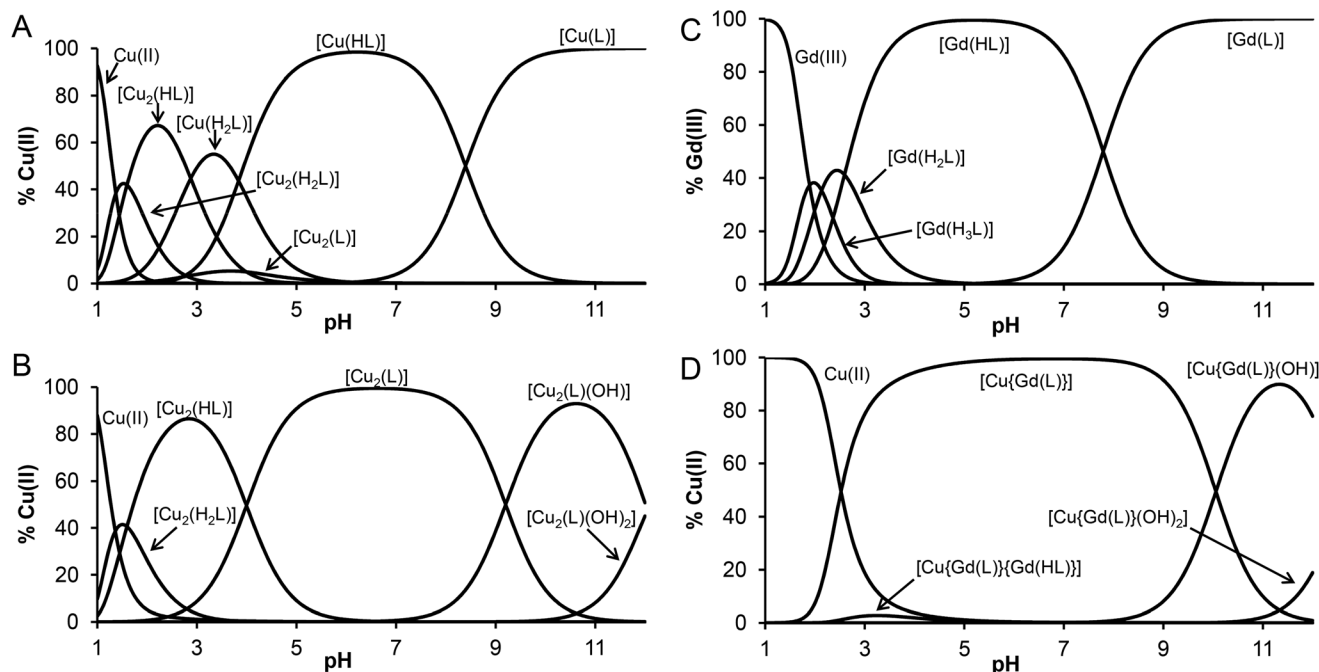 A
% Cu(II)
100
80
60
40
20
0
Cu(II)
[Cu₂(HL)]
[Cu(H₂L)]
[Cu₂(H₂L)]
[Cu₂(L)]
[Cu(HL)]
[Cu(L)]
1 3 5 7 9 11
pH
B
% Cu(II)
100
80
60
40
20
0
Cu(II)
[Cu₂(HL)]
[Cu₂(H₂L)]
[Cu₂(L)]
[Cu₂(L)(OH)]
[Cu₂(L)(OH)₂]
1 3 5 7 9 11
pH
C
% Gd(III)
100
80
60
40
20
0
Gd(III)
[Gd(HL)]
[Gd(L)]
[Gd(H₂L)]
[Gd(H₃L)]
1 3 5 7 9 11
pH
D
% Cu(II)
100
80
60
40
20
0
Cu(II)
[Cu{Gd(L)}]
[Cu{Gd(L)}(OH)]
[Cu{Gd(L)}(OH)₂]
[Cu{Gd(L)}{Gd(HL)}]
1 3 5 7 9 11
pH